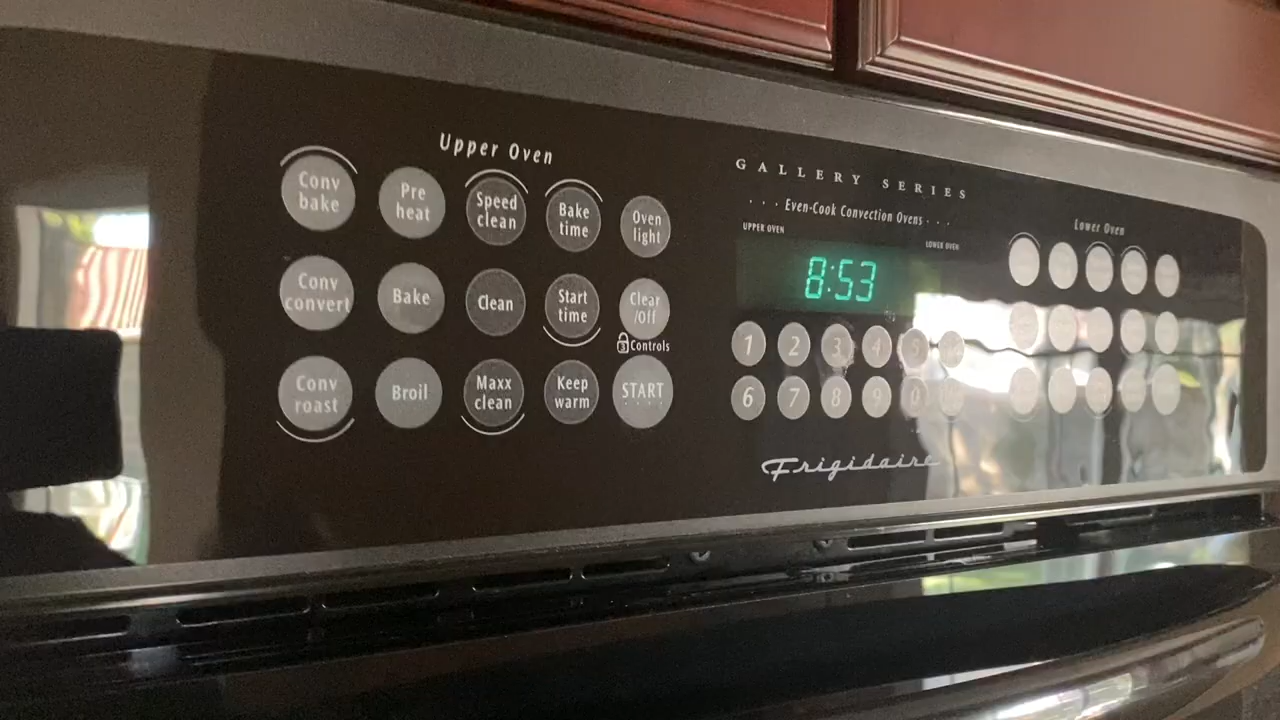 Upper Oven
Conv bake
Pre heat
Speed clean
Bake time
Oven light
Conv convert
Bake
Clean
Start time
Clear /Off
Controls
Conv roast
Broil
Maxx clean
Keep warm
START
GALLERY SERIES
· · · Even-Cook Convection Ovens · · ·
UPPER OVEN
LOWER OVEN
8:53
1 2 3 4 5
6 7 8 9 0
Frigidaire
Lower Oven